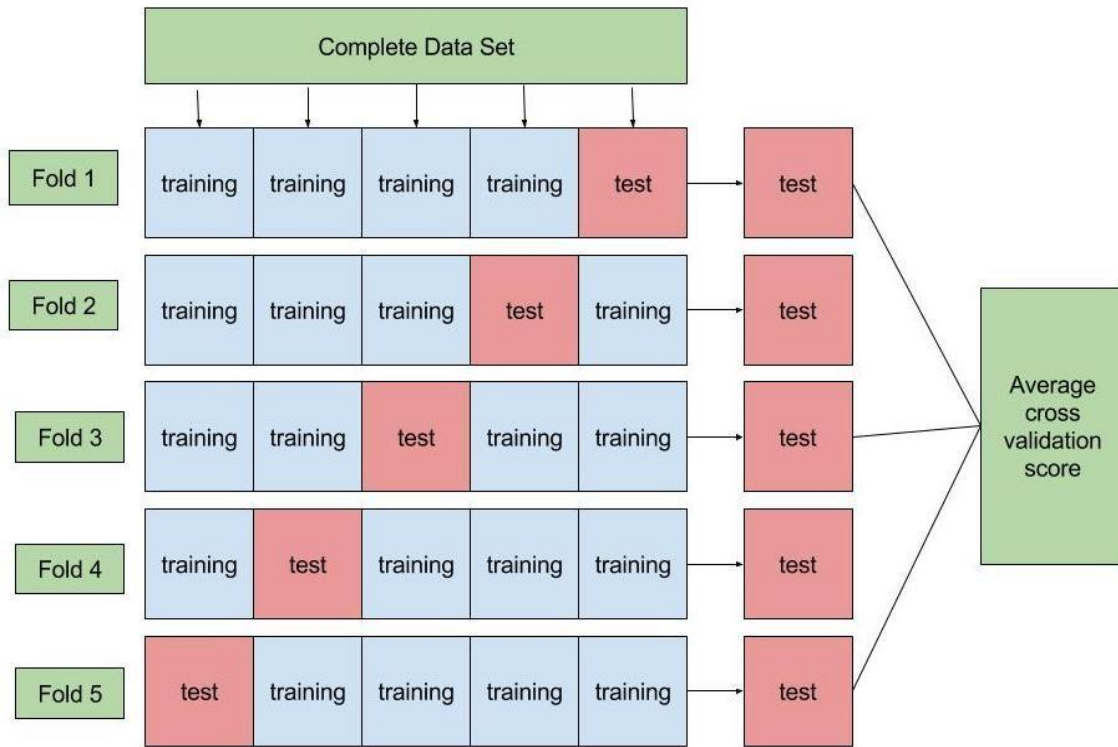 Complete Data Set
Fold 1
training training training training test test
Fold 2
training training training test training test
Fold 3
training training test training training test
Average
cross
validation
score
Fold 4
training test training training training test
Fold 5
test training training training training test